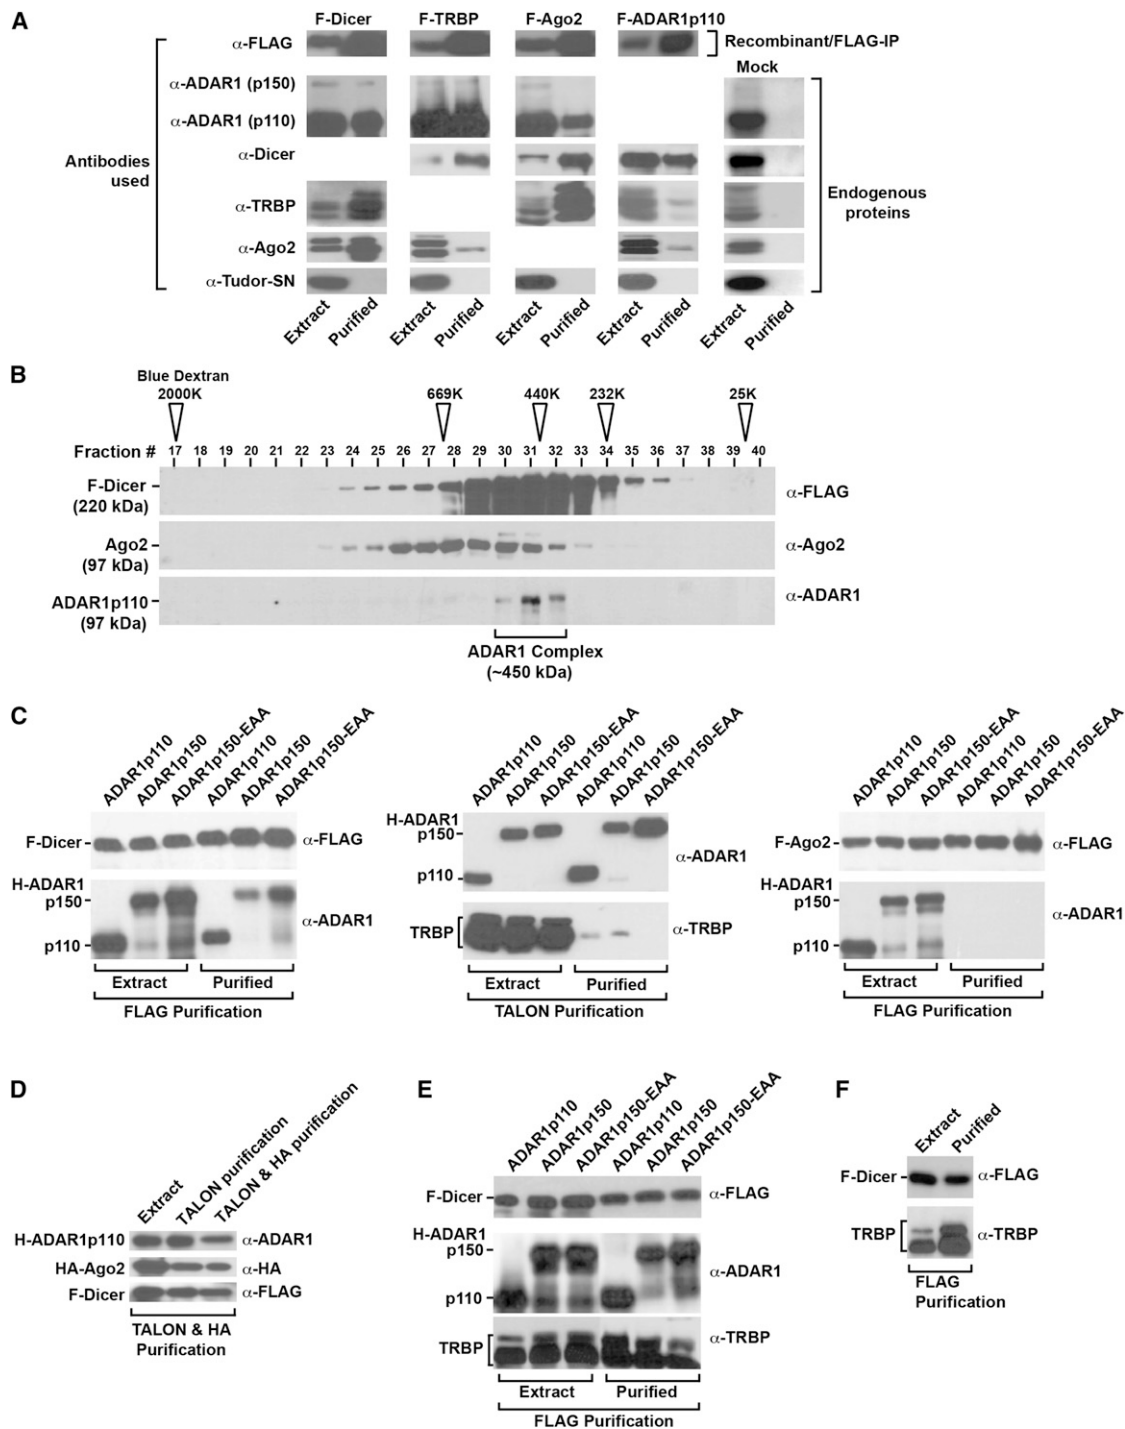 A
F-Dicer F-TRBP F-Ago2 F-ADAR1p110
α-FLAG
Recombinant/FLAG-IP
Mock
α-ADAR1 (p150)
α-ADAR1 (p110)
Antibodies used
α-Dicer
α-TRBP
Endogenous proteins
α-Ago2
α-Tudor-SN
Extract Purified Extract Purified Extract Purified Extract Purified Extract Purified
B
Blue Dextran
2000K 669K 440K 232K 25K
Fraction # 17 18 19 20 21 22 23 24 25 26 27 28 29 30 31 32 33 34 35 36 37 38 39 40
F-Dicer
(220 kDa)
α-FLAG
Ago2
(97 kDa)
α-Ago2
ADAR1p110
(97 kDa)
α-ADAR1
ADAR1 Complex
(~450 kDa)
C
ADAR1p110 ADAR1p150 ADAR1p150-EAA ADAR1p110 ADAR1p150 ADAR1p150-EAA
F-Dicer
α-FLAG
H-ADAR1
p150
α-ADAR1
p110
Extract Purified
FLAG Purification
ADAR1p110 ADAR1p150 ADAR1p150-EAA ADAR1p110 ADAR1p150 ADAR1p150-EAA
H-ADAR1
p150
α-ADAR1
p110
TRBP
α-TRBP
Extract Purified
TALON Purification
ADAR1p110 ADAR1p150 ADAR1p150-EAA ADAR1p110 ADAR1p150 ADAR1p150-EAA
F-Ago2
α-FLAG
H-ADAR1
p150
α-ADAR1
p110
Extract Purified
FLAG Purification
D
Extract TALON purification TALON & HA purification
H-ADAR1p110 α-ADAR1
HA-Ago2 α-HA
F-Dicer α-FLAG
TALON & HA
Purification
E
ADAR1p110 ADAR1p150 ADAR1p150-EAA ADAR1p110 ADAR1p150 ADAR1p150-EAA
F-Dicer α-FLAG
H-ADAR1
p150
α-ADAR1
p110
TRBP α-TRBP
Extract Purified
FLAG Purification
F
Extract Purified
F-Dicer α-FLAG
TRBP α-TRBP
FLAG
Purification